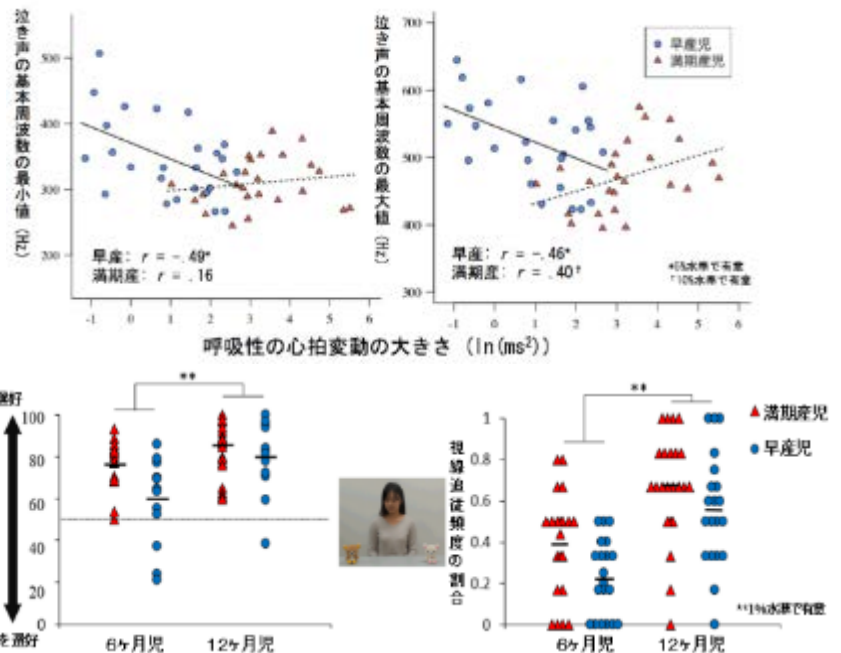 泣き声の基本周波数の最小値 (Hz)
500
400
300
200
早産: r = -.49*
満期産: r = .16
-1 0 1 2 3 4 5 6
泣き声の基本周波数の最大値 (Hz)
700
600
500
400
300
早産児
満期産児
早産: r = -.46*
満期産: r = .40†
*5%水準で有意
†10%水準で有意
-1 0 1 2 3 4 5 6
呼吸性の心拍変動の大きさ (ln(ms²))
選好
100
80
60
40
20
0
を選好
**
6ヶ月児 12ヶ月児
視線追従頻度の割合
1
0.8
0.6
0.4
0.2
0
**
満期産児
早産児
**1%水準で有意
6ヶ月児 12ヶ月児